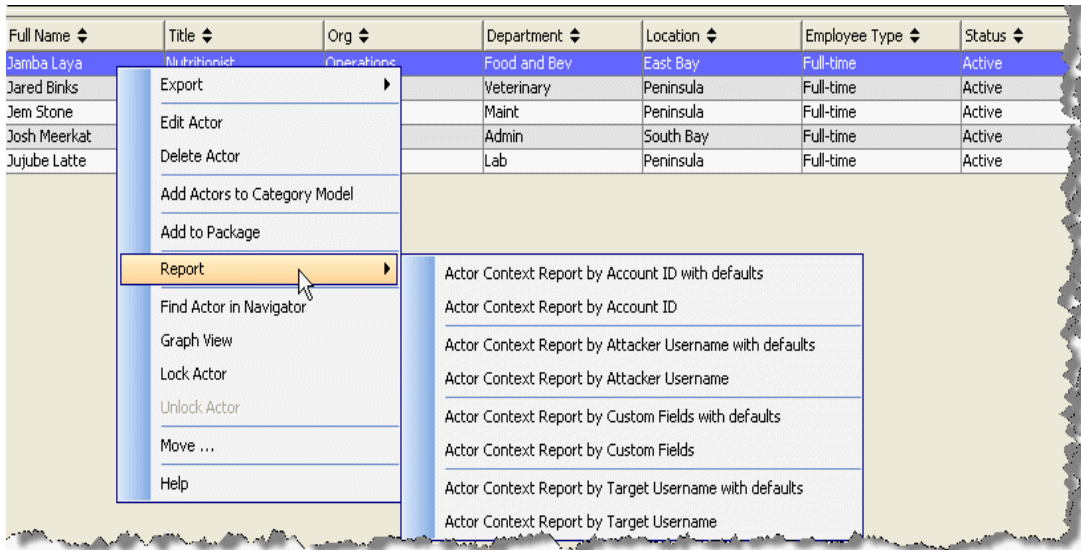 Full Name Title Org Department Location Employee Type Status
Jamba Laya Nutritionist Operations Food and Bev East Bay Full-time Active
Jared Binks Veterinary Peninsula Full-time Active
Jem Stone Maint Peninsula Full-time Active
Josh Meerkat Admin South Bay Full-time Active
Jujube Latte Lab Peninsula Full-time Active
Export
Edit Actor
Delete Actor
Add Actors to Category Model
Add to Package
Report
Find Actor in Navigator
Graph View
Lock Actor
Unlock Actor
Move ...
Help
Actor Context Report by Account ID with defaults
Actor Context Report by Account ID
Actor Context Report by Attacker Username with defaults
Actor Context Report by Attacker Username
Actor Context Report by Custom Fields with defaults
Actor Context Report by Custom Fields
Actor Context Report by Target Username with defaults
Actor Context Report by Target Username